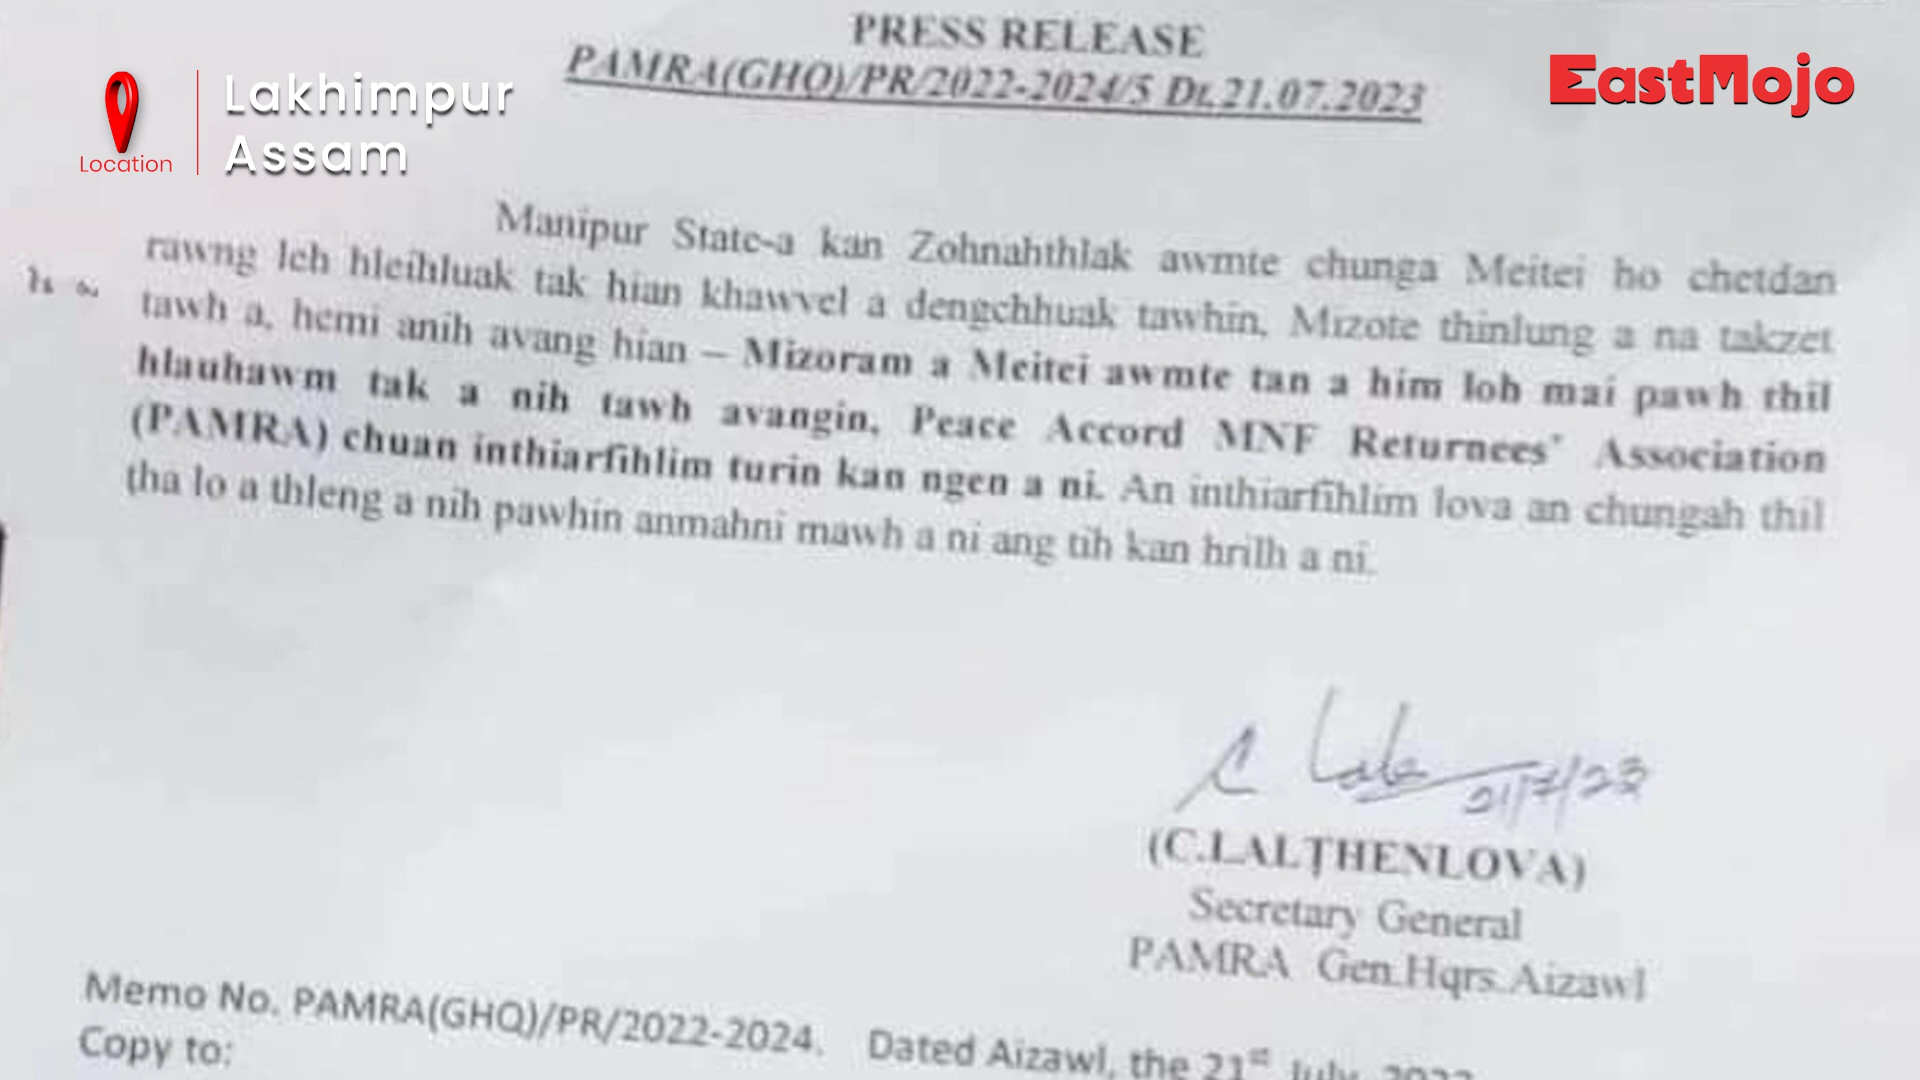 PRESS RELEASE
PAMRA(GHQ)/PR/2022-2024/5 Dt.21.07.2023
Location
Lakhimpur
Assam
EastMojo
Manipur State-a kan Zohnahthlak awmte chunga Meitei ho chetdan
rawng leh hleihluak tak hian khawvel a dengchhuak tawhin, Mizote thinlung a na takzet
tawh a, hemi anih avang hian – Mizoram a Meitei awmte tan a him loh mai pawh thil
hlauhawm tak a nih tawh avangin, Peace Accord MNF Returnees' Association
(PAMRA) chuan inthiarfihlim turin kan ngen a ni. An inthiarfihlim lova an chungah thil
tha lo a thleng a nih pawhin anmahni mawh a ni ang tih kan hrilh a ni.
21/7/23
(C.LALṬHENLOVA)
Secretary General
PAMRA Gen.Hqrs.Aizawl
Memo No. PAMRA(GHQ)/PR/2022-2024. Dated Aizawl, the 21st July,
Copy to: